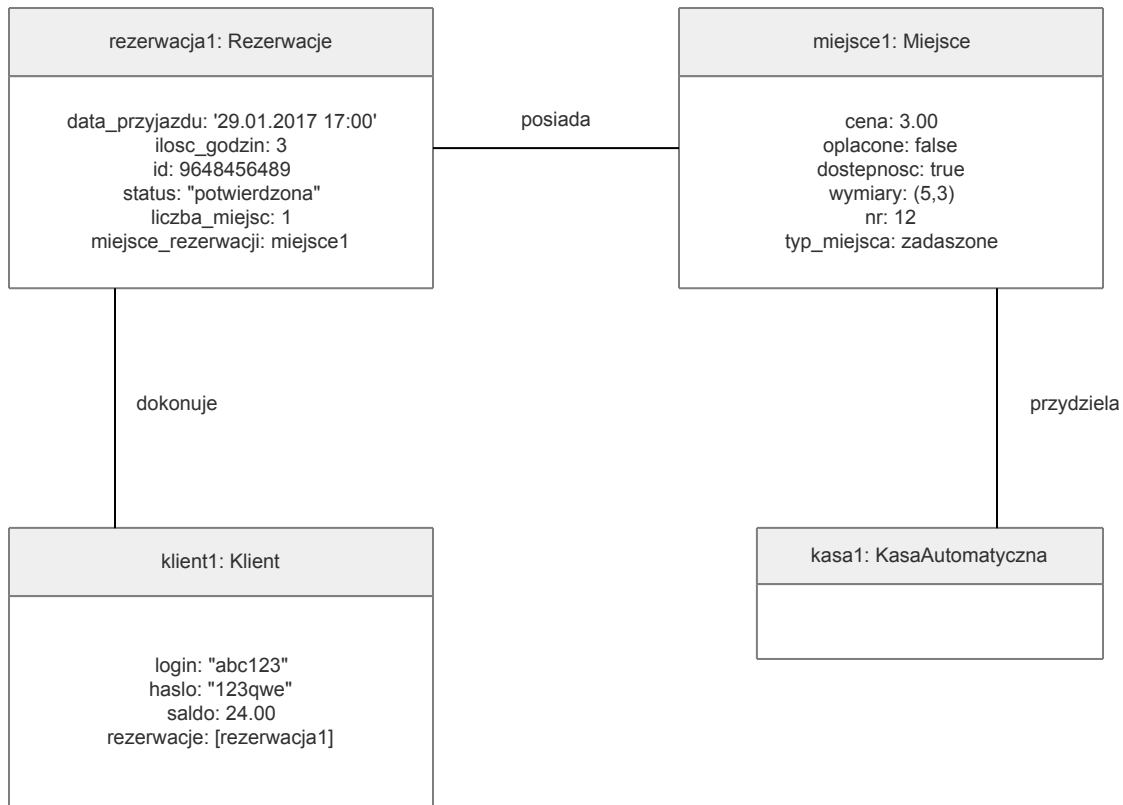 rezerwacja1: Rezerwacje
data_przyjazdu: '29.01.2017 17:00'
ilosc_godzin: 3
id: 9648456489
status: "potwierdzona"
liczba_miejsc: 1
miejsce_rezerwacji: miejsce1
posiada
miejsce1: Miejsce
cena: 3.00
oplacone: false
dostepnosc: true
wymiary: (5,3)
nr: 12
typ_miejsca: zadaszone
dokonuje
przydziela
klient1: Klient
login: "abc123"
haslo: "123qwe"
saldo: 24.00
rezerwacje: [rezerwacja1]
kasa1: KasaAutomatyczna